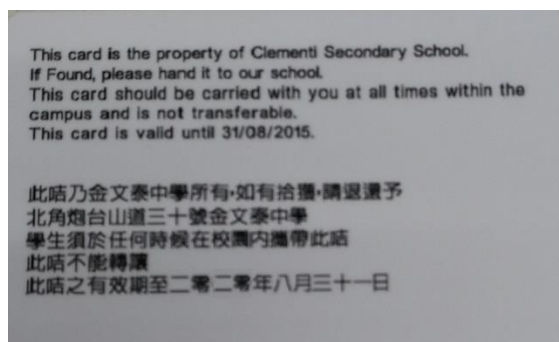 This card is the property of Clementi Secondary School.
If Found, please hand it to our school.
This card should be carried with you at all times within the
campus and is not transferable.
This card is valid until 31/08/2015.
此咭乃金文泰中學所有,如有拾獲,請退還予
北角炮台山道三十號金文泰中學
學生須於任何時候在校園内攜帶此咭
此咭不能轉讓
此咭之有效期至二零二零年八月三十一日